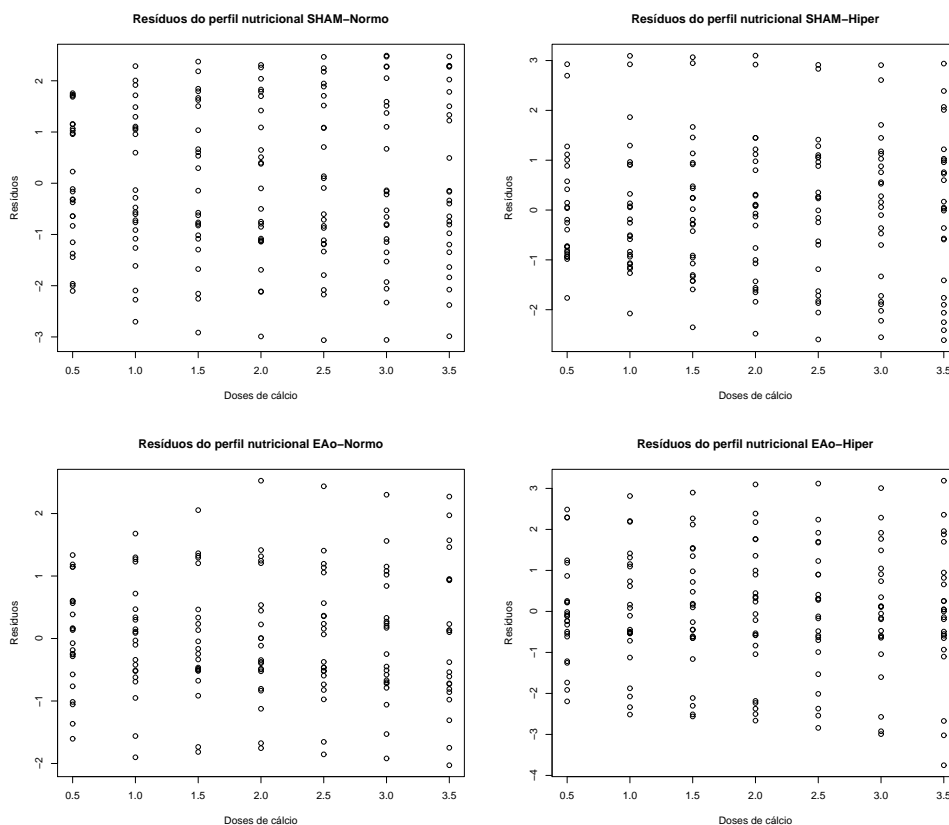 Resíduos do perfil nutricional SHAM−Normo
Resíduos
2
1
0
−1
−2
−3
0.5 1.0 1.5 2.0 2.5 3.0 3.5
Doses de cálcio
Resíduos do perfil nutricional SHAM−Hiper
Resíduos
3
2
1
0
−1
−2
0.5 1.0 1.5 2.0 2.5 3.0 3.5
Doses de cálcio
Resíduos do perfil nutricional EAo−Normo
Resíduos
2
1
0
−1
−2
0.5 1.0 1.5 2.0 2.5 3.0 3.5
Doses de cálcio
Resíduos do perfil nutricional EAo−Hiper
Resíduos
3
2
1
0
−1
−2
−3
−4
0.5 1.0 1.5 2.0 2.5 3.0 3.5
Doses de cálcio